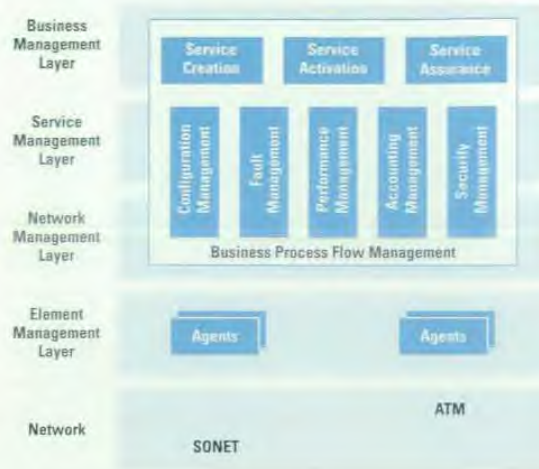 Business
Management
Layer
Service
Creation
Service
Activation
Service
Assurance
Service
Management
Layer
Configuration
Management
Fault
Management
Performance
Management
Accounting
Management
Security
Management
Network
Management
Layer
Business Process Flow Management
Element
Management
Layer
Agents
Agents
Network
ATM
SONET